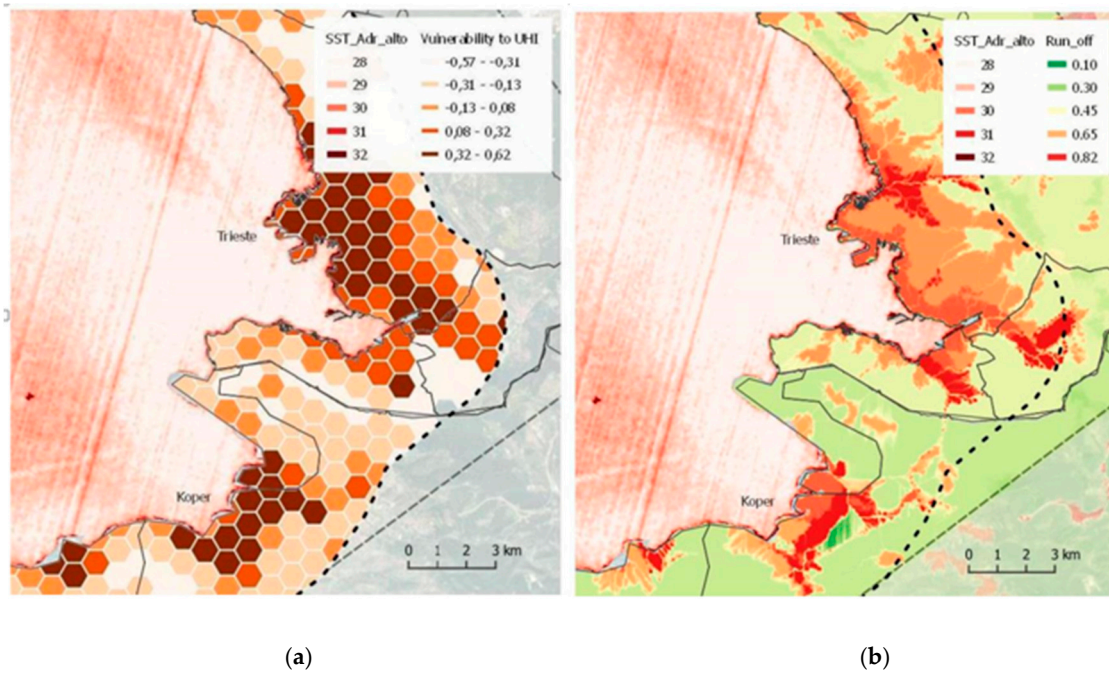 SST_Adr_alto Vulnerability to UHI
28 -0,57 - -0,31
29 -0,31 - -0,13
30 -0,13 - 0,08
31 0,08 - 0,32
32 0,32 - 0,62
Trieste
Koper
0 1 2 3 km
(a)
SST_Adr_alto Run_off
28 0.10
29 0.30
30 0.45
31 0.65
32 0.82
Trieste
Koper
0 1 2 3 km
(b)